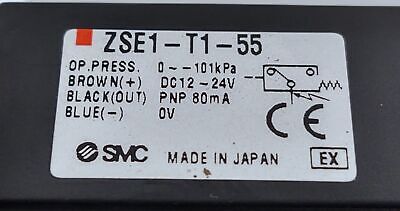 ZSE1-T1-55
OP.PRESS. 0~-101kPa
BROWN(+) DC12~24V
BLACK(OUT) PNP 80mA
BLUE(-) 0V
CE
SMC MADE IN JAPAN EX